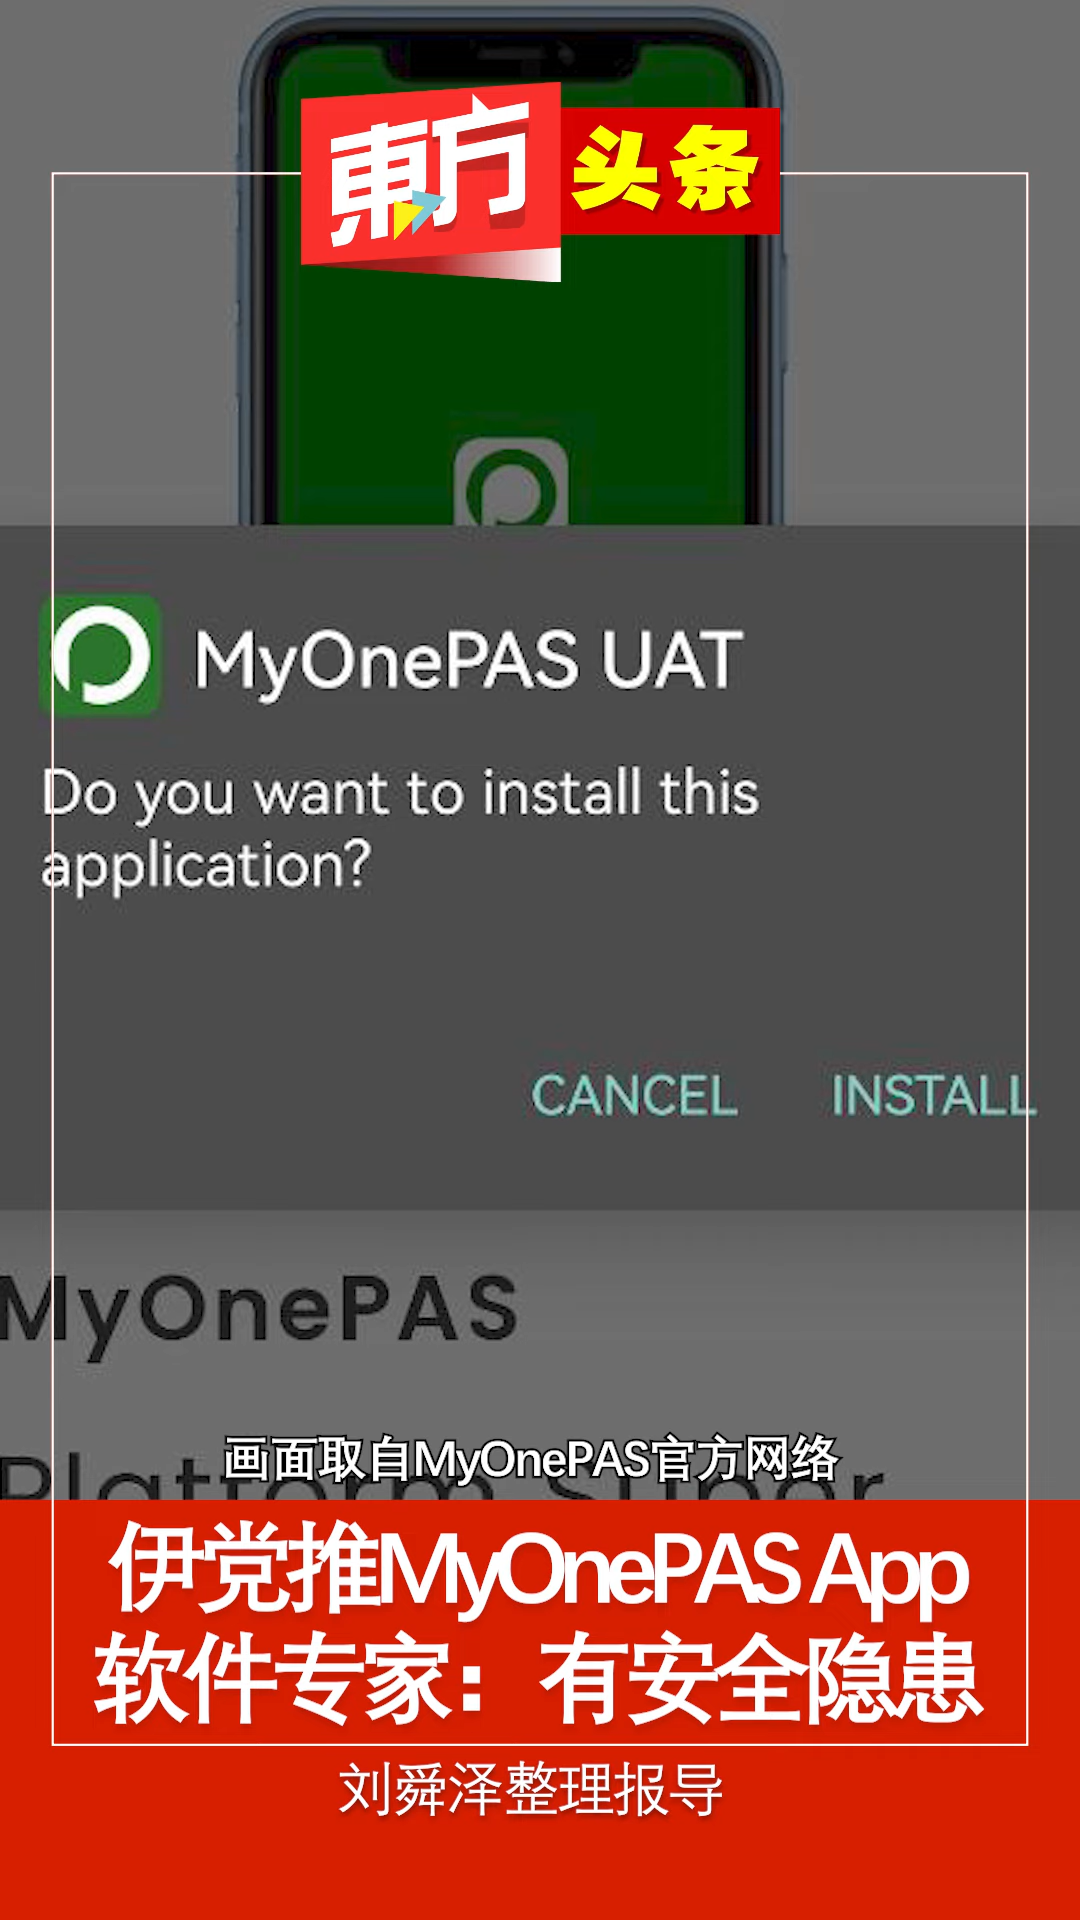 東方
头条
MyOnePAS UAT
Do you want to install this
application?
CANCEL INSTALL
MyOnePAS
Platform Super
画面取自MyOnePAS官方网络
伊党推MyOnePAS App
软件专家：有安全隐患
刘舜泽整理报导